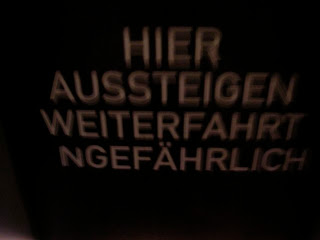 HIER
AUSSTEIGEN
WEITERFAHRT
NGEFÄHRLICH